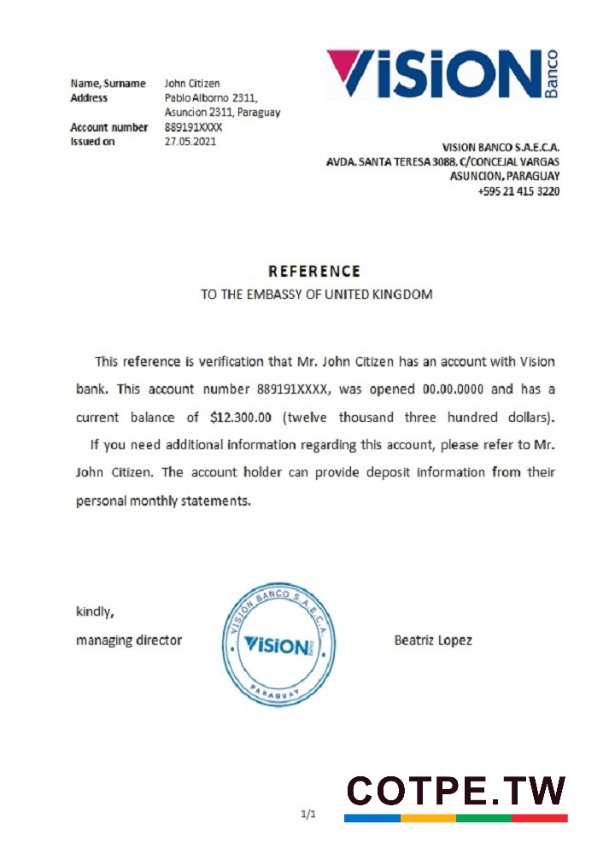 VISION Banco
Name, Surname John Citizen
Address Pablo Alborno 2311,
Asuncion 2311, Paraguay
Account number 889191XXXX
Issued on 27.05.2021
VISION BANCO S.A.E.C.A.
AVDA. SANTA TERESA 3088, C/CONCEJAL VARGAS
ASUNCION, PARAGUAY
+595 21 415 3220
REFERENCE
TO THE EMBASSY OF UNITED KINGDOM
This reference is verification that Mr. John Citizen has an account with Vision
bank. This account number 889191XXXX, was opened 00.00.0000 and has a
current balance of $12.300.00 (twelve thousand three hundred dollars).
If you need additional information regarding this account, please refer to Mr.
John Citizen. The account holder can provide deposit information from their
personal monthly statements.
kindly,
managing director
VISIÓN BANCO S.A.E.C.A.
VISION Banco
PARAGUAY
Beatriz Lopez
COTPE.TW
1/1